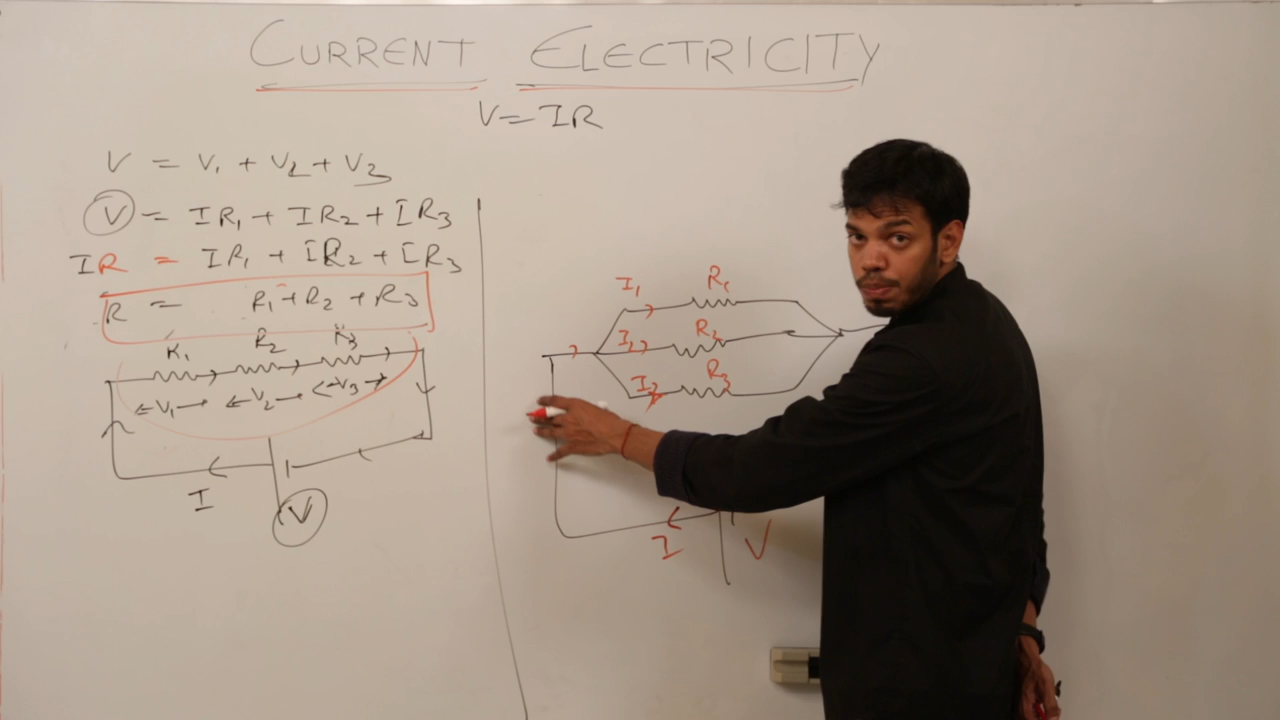 CURRENT ELECTRICITY
V = IR
V = V1 + V2 + V3
V = IR1 + IR2 + IR3
IR = IR1 + IR2 + IR3
R = R1 + R2 + R3
R1 R2 R3
V1 V2 V3
I
V
I1 R1
I2 R2
I3 R3
I V